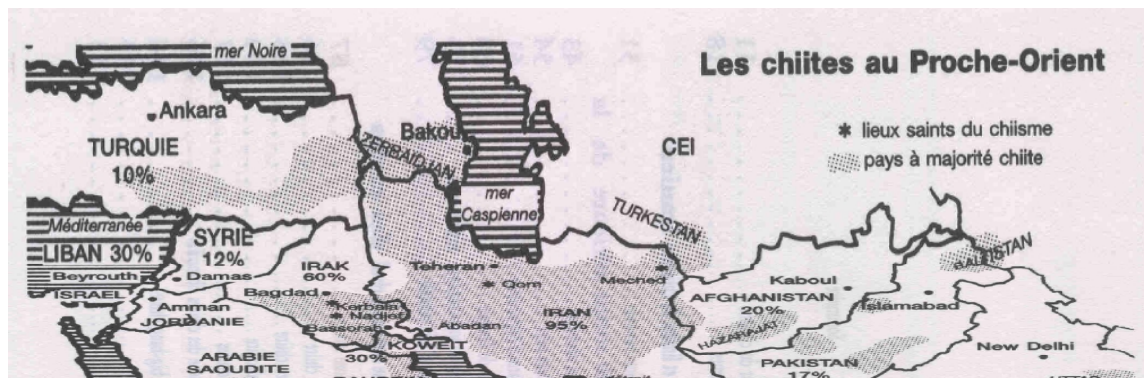 mer Noire
Les chiites au Proche-Orient
Ankara
Bakou
* lieux saints du chiisme
TURQUIE
10%
ZERBAIDJAN
CEI
pays à majorité chiite
mer
Caspienne
TURKESTAN
Méditerranée
LIBAN 30%
SYRIE
12%
BALTISTAN
Beyrouth
Damas
IRAK
60%
Teheran
Qom
Meched
Kaboul
ISRAEL
Bagdad
AFGHANISTAN
20%
Islamabad
Amman
Karbala
Nadjef
IRAN
95%
JORDANIE
Bassorah
Abadan
HAZARAJAT
KOWEIT
30%
New Delhi
ARABIE
SAOUDITE
PAKISTAN
17%